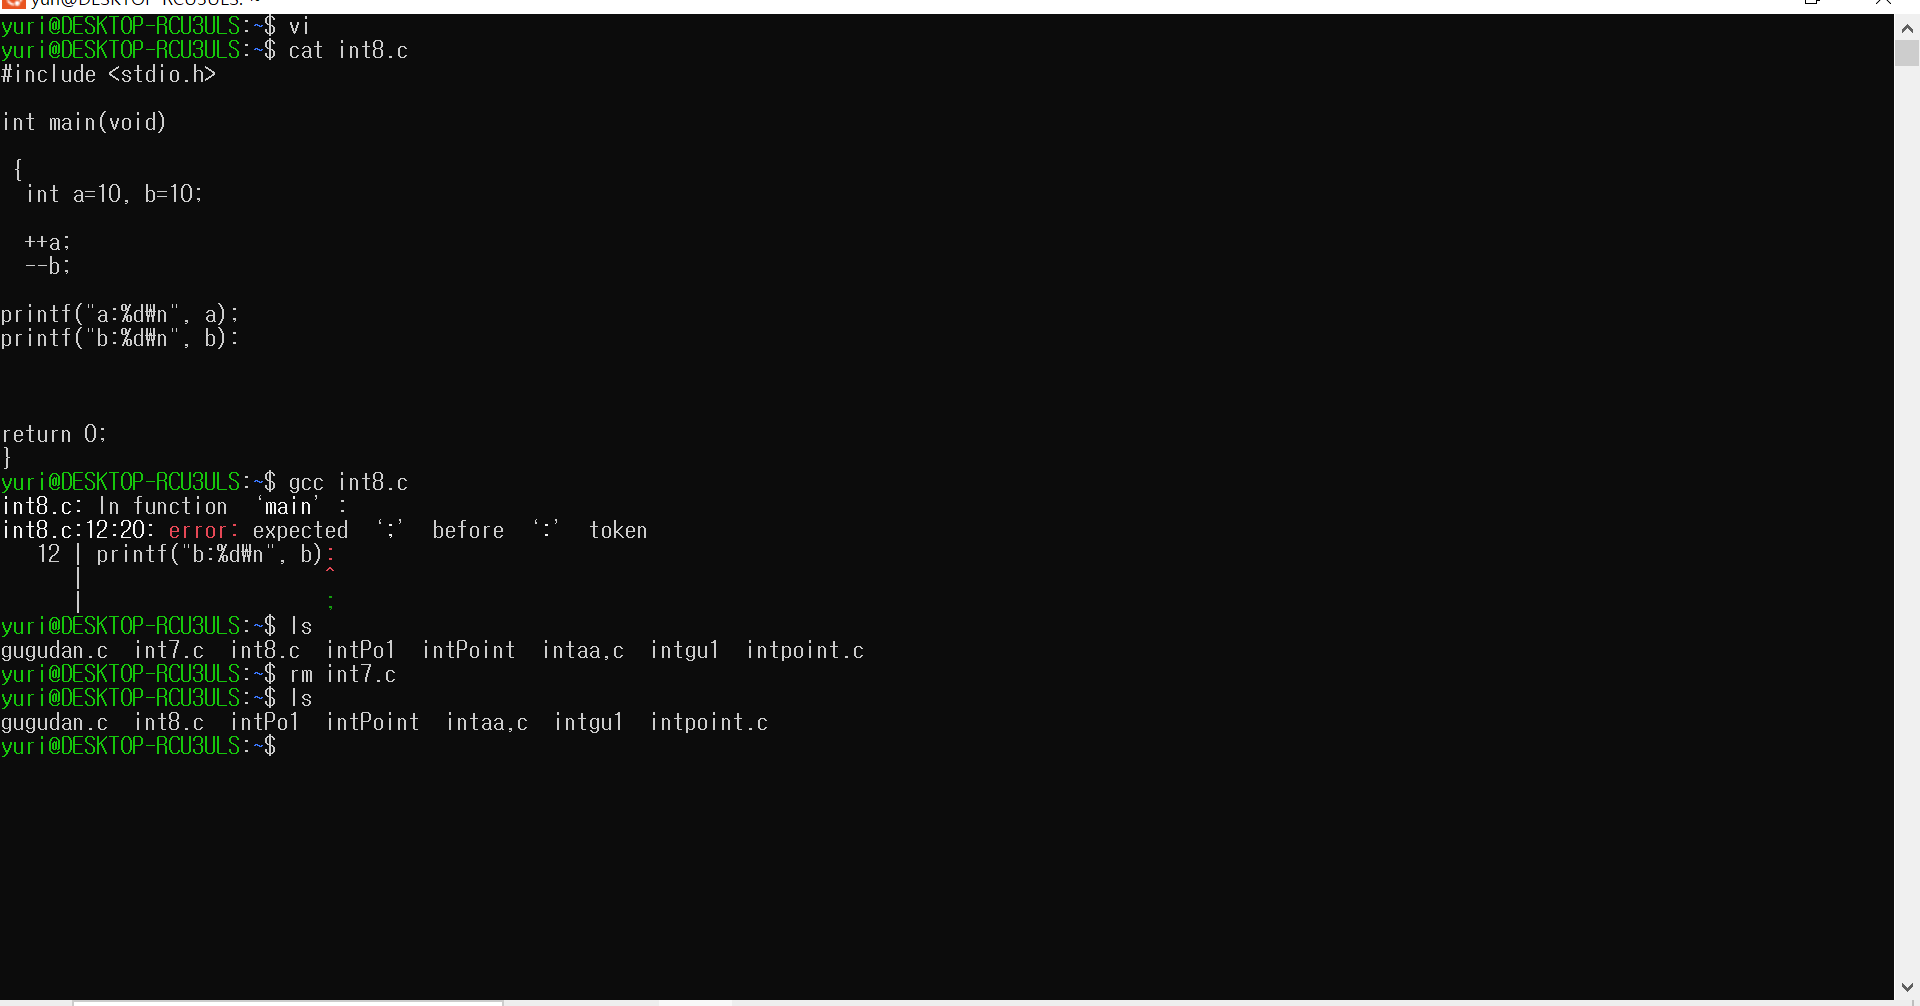 yuri@DESKTOP-RCU3ULS: ~
yuri@DESKTOP-RCU3ULS:~$ vi
yuri@DESKTOP-RCU3ULS:~$ cat int8.c
#include <stdio.h>
int main(void)
{
int a=10, b=10;
++a;
--b;
printf("a:%d₩n", a);
printf("b:%d₩n", b):
return 0;
}
yuri@DESKTOP-RCU3ULS:~$ gcc int8.c
int8.c: In function ‘main’:
int8.c:12:20: error: expected ‘;’ before ‘:’ token
12 | printf("b:%d₩n", b):
| ^
| ;
yuri@DESKTOP-RCU3ULS:~$ ls
gugudan.c int7.c int8.c intPo1 intPoint intaa,c intgu1 intpoint.c
yuri@DESKTOP-RCU3ULS:~$ rm int7.c
yuri@DESKTOP-RCU3ULS:~$ ls
gugudan.c int8.c intPo1 intPoint intaa,c intgu1 intpoint.c
yuri@DESKTOP-RCU3ULS:~$